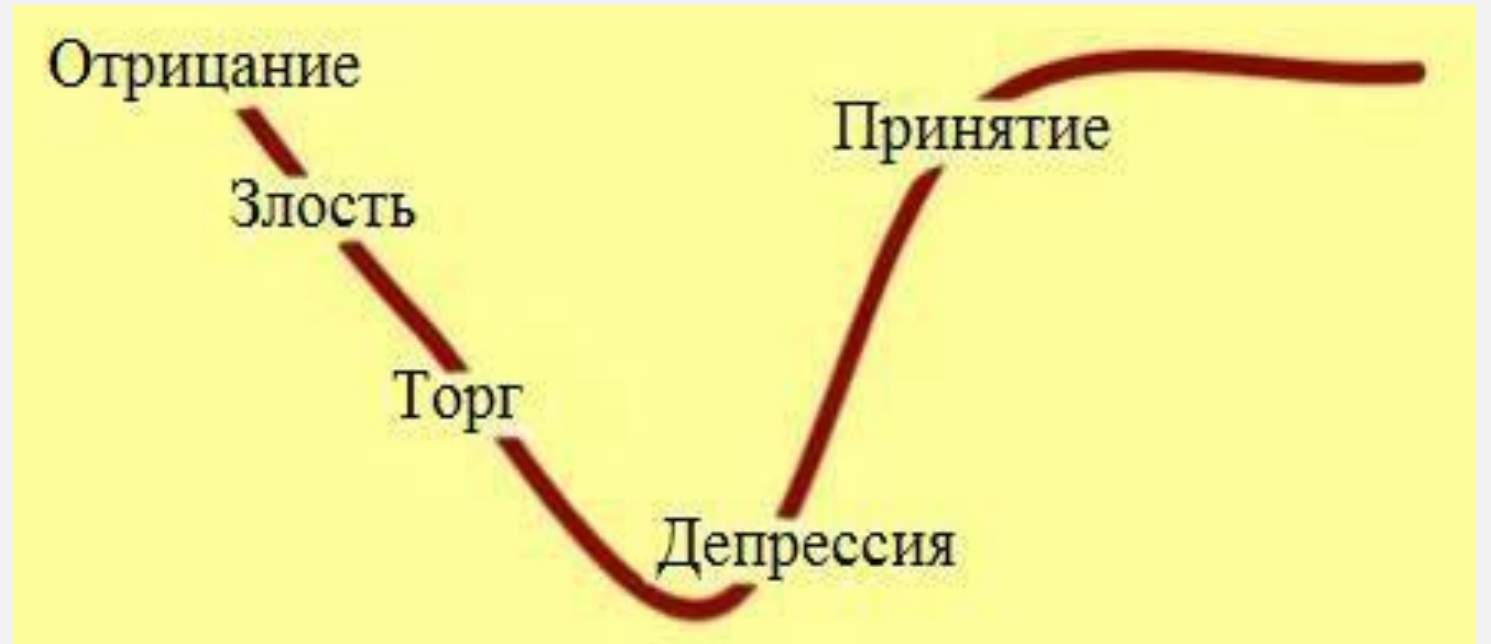 Отрицание
Злость
Торг
Депрессия
Принятие